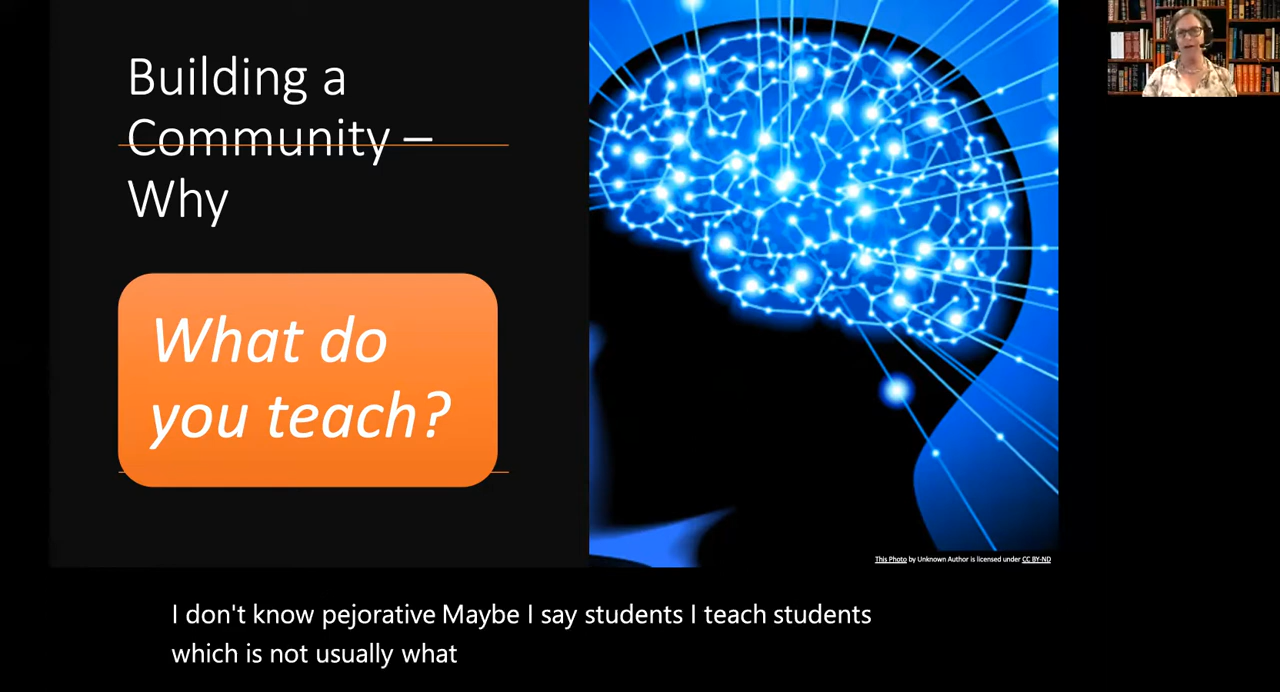 Building a
Community –
Why
What do
you teach?
This Photo by Unknown Author is licensed under CC BY-ND
I don't know pejorative Maybe I say students I teach students
which is not usually what